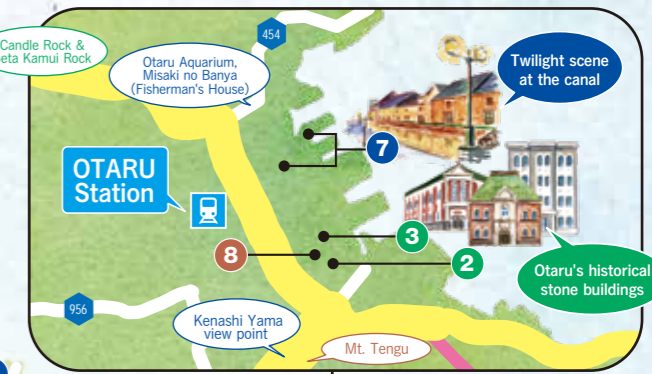 Candle Rock &
Kamui Rock
454
Otaru Aquarium,
Misaki no Banya
(Fisherman's House)
Twilight scene
at the canal
7
OTARU
Station
3
8
2
Otaru's historical
stone buildings
956
Kenashi Yama
view point
Mt. Tengu